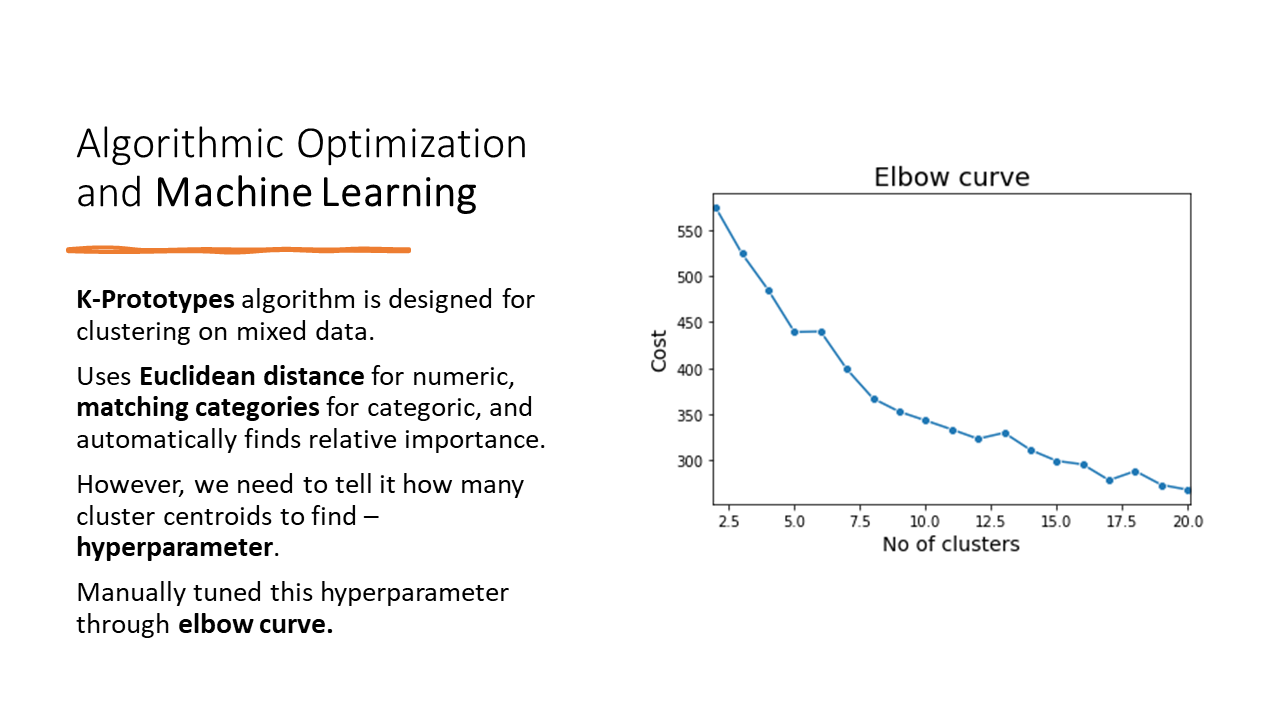 Algorithmic Optimization
and Machine Learning
K-Prototypes algorithm is designed for
clustering on mixed data.
Uses Euclidean distance for numeric,
matching categories for categoric, and
automatically finds relative importance.
However, we need to tell it how many
cluster centroids to find –
hyperparameter.
Manually tuned this hyperparameter
through elbow curve.
Elbow curve
550
500
450
400
350
300
Cost
2.5 5.0 7.5 10.0 12.5 15.0 17.5 20.0
No of clusters